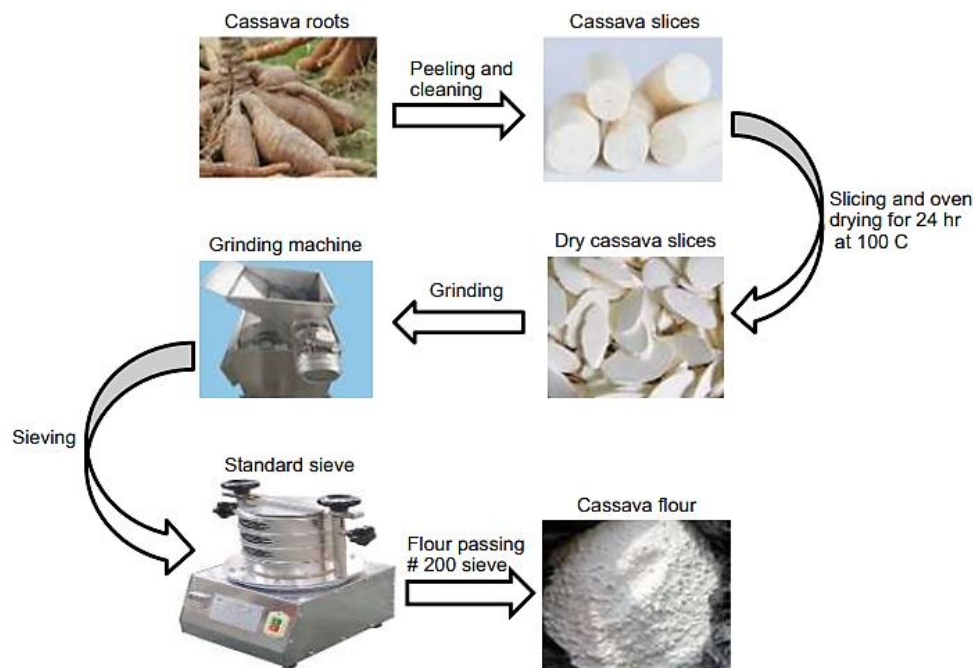 Cassava roots
Peeling and
cleaning
Cassava slices
Slicing and oven
drying for 24 hr
at 100 C
Dry cassava slices
Grinding
Grinding machine
Sieving
Standard sieve
Flour passing
# 200 sieve
Cassava flour